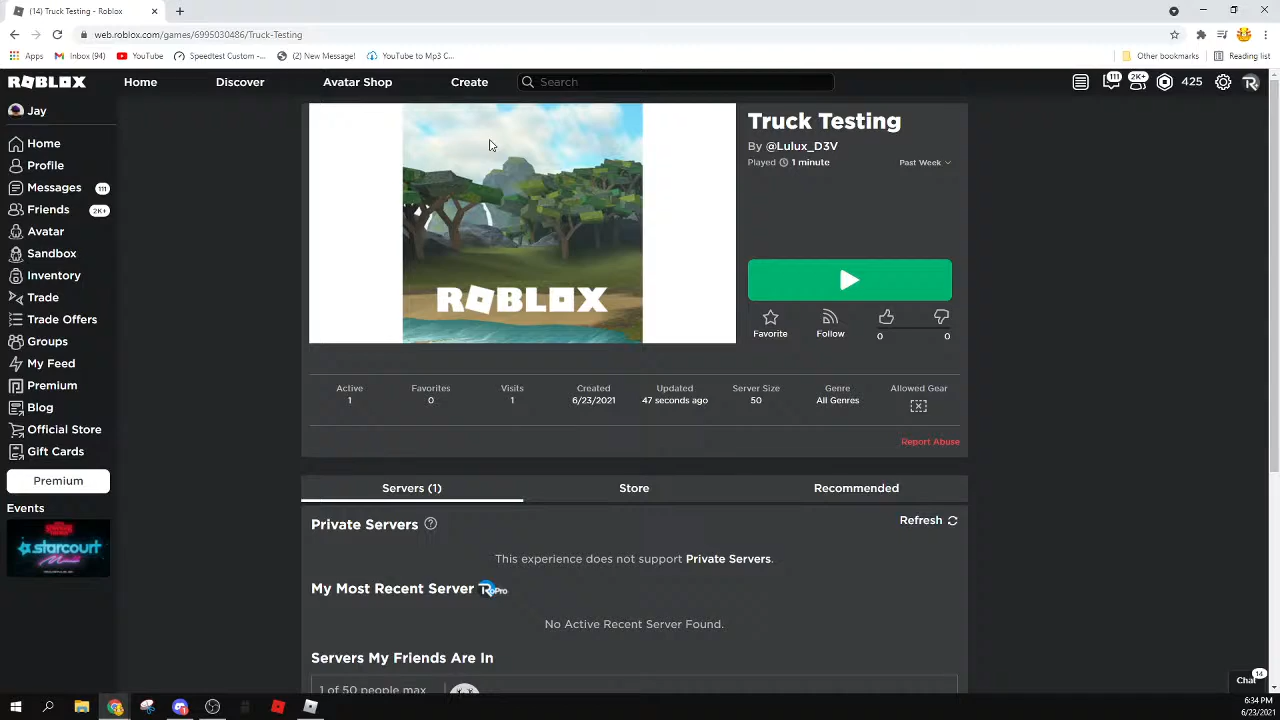 (14) Truck Testing - Roblox
web.roblox.com/games/6995030486/Truck-Testing
Apps
Inbox (94)
YouTube
Speedtest Custom -...
(2) New Message!
YouTube to Mp3 C...
Other bookmarks
Reading list
ROBLOX
Home
Discover
Avatar Shop
Create
Search
111
2K+
425
Jay
Home
Profile
Messages 111
Friends 2K+
Avatar
Sandbox
Inventory
Trade
Trade Offers
Groups
My Feed
Premium
Blog
Official Store
Gift Cards
Premium
Events
starcourt
ROBLOX
Truck Testing
By @Lulux_D3V
Played 1 minute
Past Week
Favorite
Follow
0
0
Active
1
Favorites
0
Visits
1
Created
6/23/2021
Updated
47 seconds ago
Server Size
50
Genre
All Genres
Allowed Gear
Report Abuse
Servers (1)
Store
Recommended
Private Servers
Refresh
This experience does not support Private Servers.
My Most Recent Server RoPro
No Active Recent Server Found.
Servers My Friends Are In
1 of 50 people max
Chat 14
6:34 PM
6/23/2021